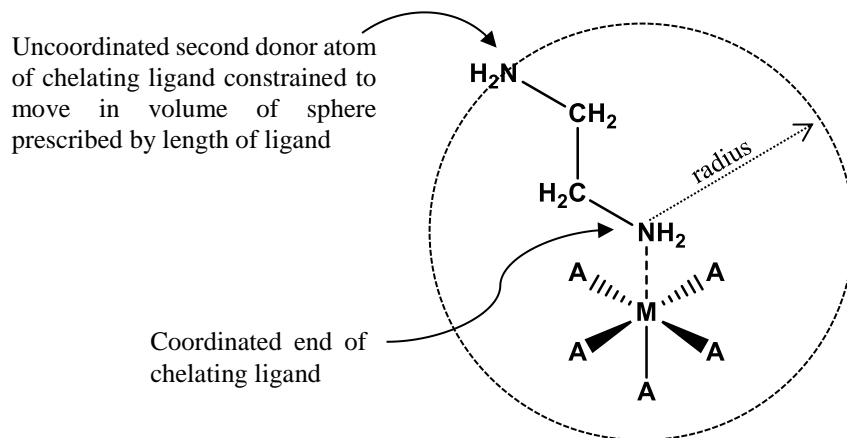 Uncoordinated second donor atom
of chelating ligand constrained to
move in volume of sphere
prescribed by length of ligand
H₂N
CH₂
radius
H₂C
NH₂
A A
M
A A
A
Coordinated end of
chelating ligand